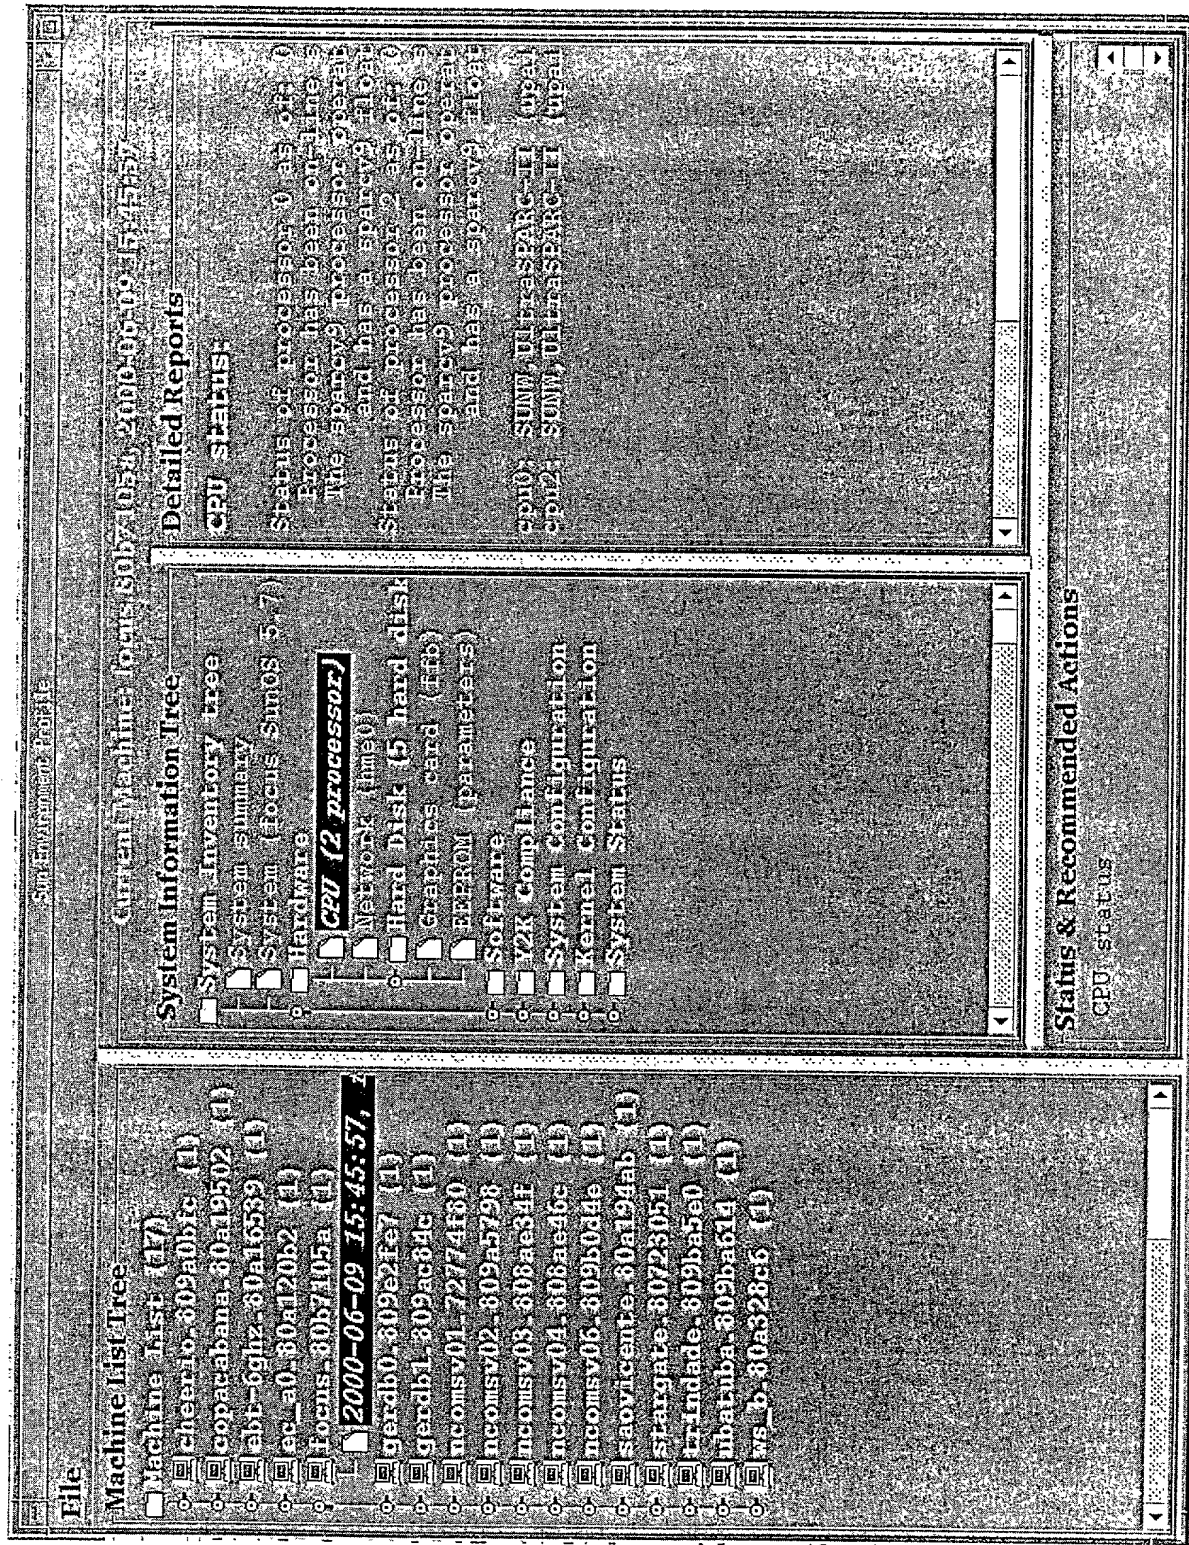 Sun Environment Profile
File
Machine List Tree
Machine list (17)
cheerio.809a0b1c (1)
copacabana.80a19502 (1)
ebt-6ghz.80a16539 (1)
ec_a0.80a120b2 (1)
focus.80b7105a (1)
2000-06-09 15:45:57,
gerdb0.809e2fe7 (1)
gerdb1.809ac84c (1)
ncomsv01.72774f80 (1)
ncomsv02.809a5798 (1)
ncomsv03.808ae34f (1)
ncomsv04.808ae46c (1)
ncomsv06.809b0d4e (1)
saovicente.80a194ab (1)
stargate.80723051 (1)
trindade.809ba5e0 (1)
ubatuba.809ba614 (1)
ws_b.80a328c6 (1)
Current Machine: focus.80b7105a, 2000-06-09 15:45:57
System Information Tree
System Inventory tree
System summary
System (focus SunOS 5.7)
Hardware
CPU (2 processor)
Network (hme0)
Hard Disk (5 hard disk
Graphics card (ffb)
EEPROM (parameters)
Software
Y2K Compliance
System Configuration
Kernel Configuration
System Status
Detailed Reports
CPU status:
Status of processor 0 as of: 0
Processor has been on-line s
The sparcv9 processor operat
and has a sparcv9 float
Status of processor 2 as of: 0
Processor has been on-line s
The sparcv9 processor operat
and has a sparcv9 float
cpu0: SUNW,UltraSPARC-II (upai
cpu2: SUNW,UltraSPARC-II (upai
Status & Recommended Actions
CPU status